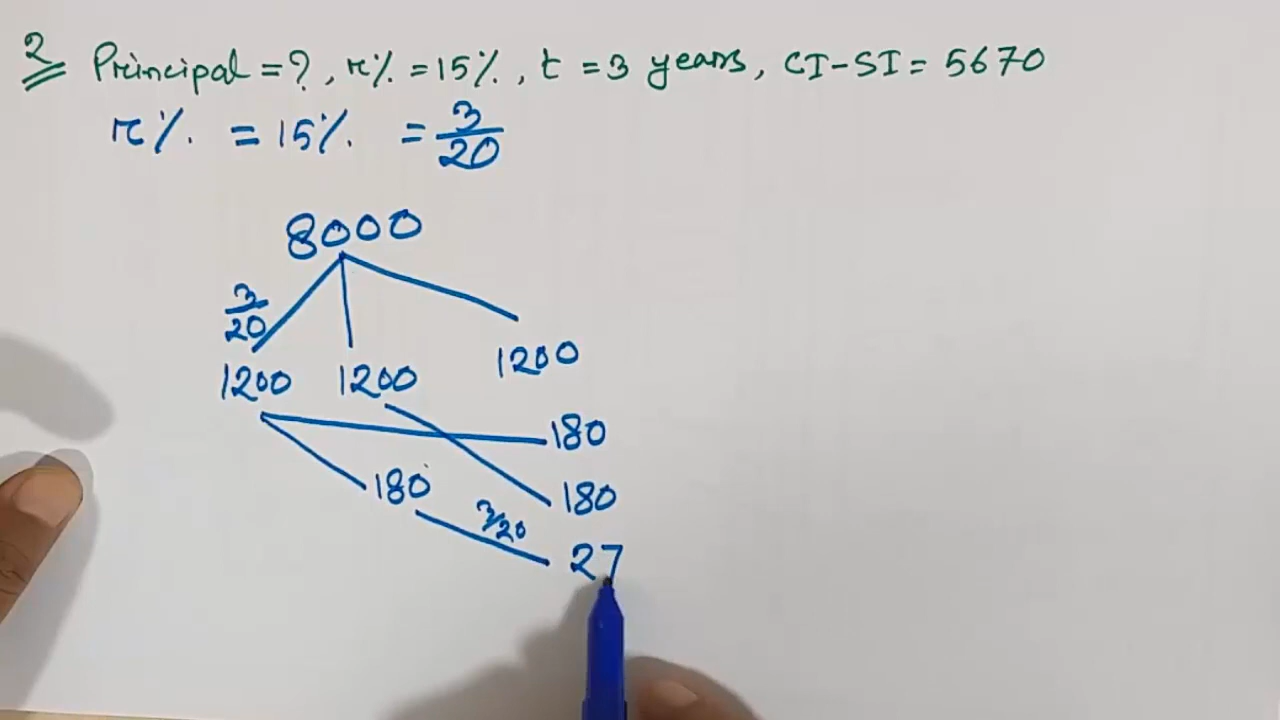 2 Principal = ?, r% = 15%, t = 3 years, CI-SI = 5670
r% = 15% = 3/20
8000
3/20
1200 1200 1200
180
180 180
3/20
27